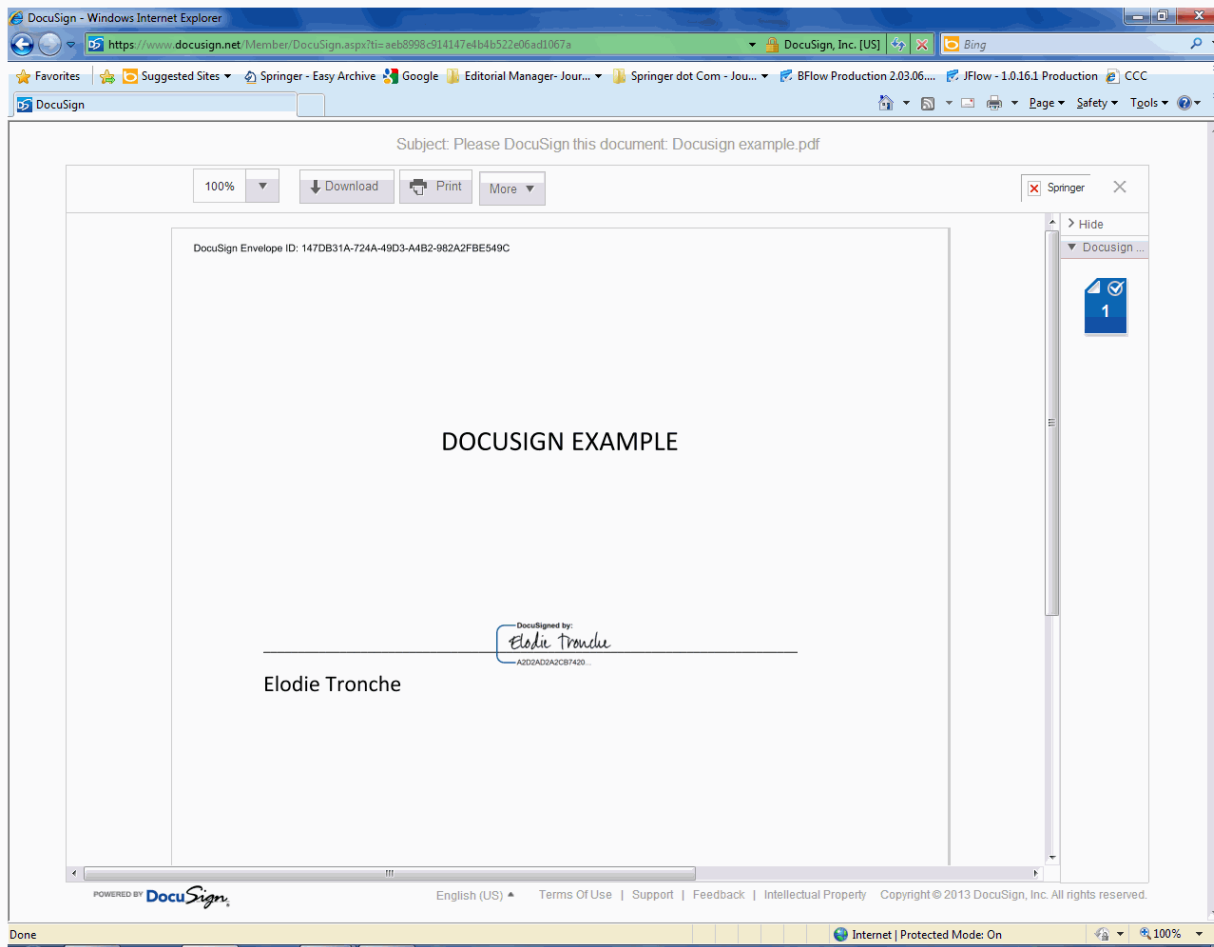 DocuSign - Windows Internet Explorer
https://www.docusign.net/Member/DocuSign.aspx?ti=aeb8998c914147e4b4b522e06ad1067a DocuSign, Inc. [US] Bing
Favorites Suggested Sites Springer - Easy Archive Google Editorial Manager- Jour... Springer dot Com - Jou... BFlow Production 2.03.06.... JFlow - 1.0.16.1 Production CCC
DocuSign Page Safety Tools
Subject: Please DocuSign this document: Docusign example.pdf
100% Download Print More Springer
Hide
DocuSign Envelope ID: 147DB31A-724A-49D3-A4B2-982A2FBE549C Docusign ...
1
DOCUSIGN EXAMPLE
DocuSigned by:
Elodie Tronche
A2D2AD2A2CB7420...
Elodie Tronche
POWERED BY DocuSign English (US) Terms Of Use | Support | Feedback | Intellectual Property Copyright © 2013 DocuSign, Inc. All rights reserved.
Done Internet | Protected Mode: On 100%